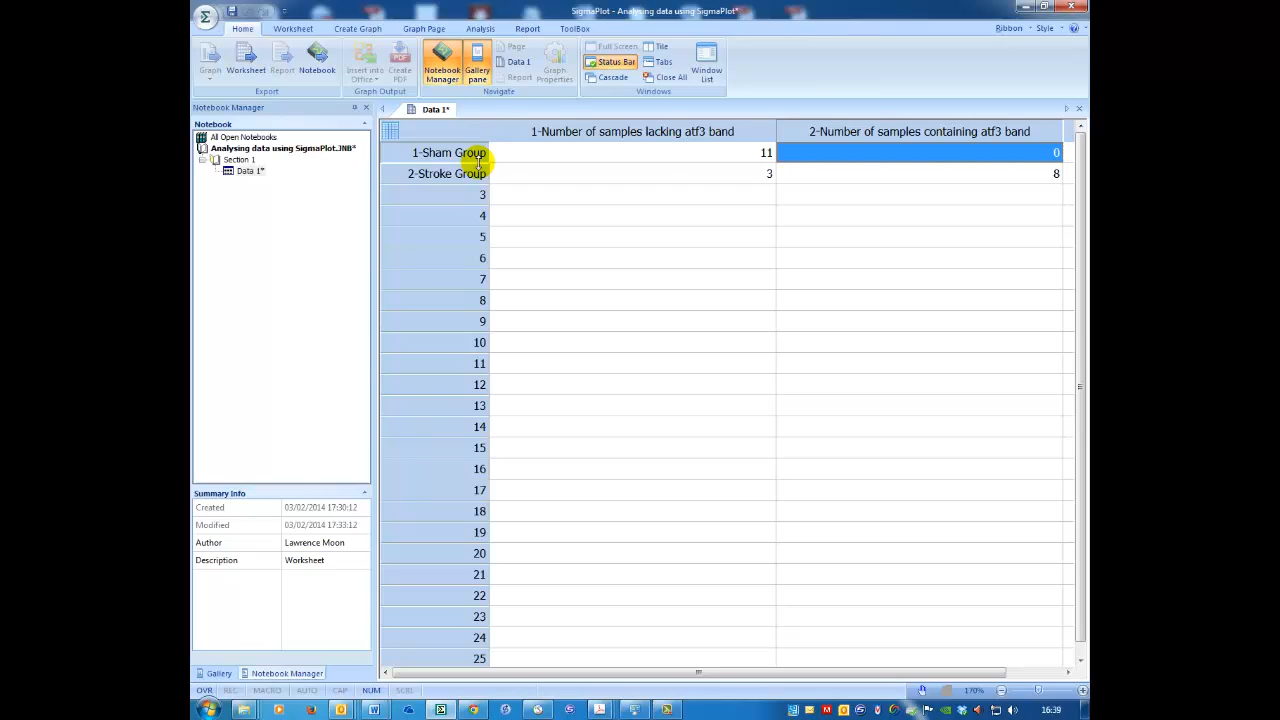 SigmaPlot - Analysing data using SigmaPlot*
Home Worksheet Create Graph Graph Page Analysis Report ToolBox Ribbon Style
Graph Worksheet Report Notebook
Export
Insert into Office Create PDF
Graph Output
Notebook Manager Gallery pane Page Data 1 Report Graph Properties
Navigate
Full Screen Tile
Status Bar Tabs
Cascade Close All
Window List
Windows
Notebook Manager
Notebook
All Open Notebooks
Analysing data using SigmaPlot.JNB*
Section 1
Data 1*
Data 1*
1-Number of samples lacking atf3 band 2-Number of samples containing atf3 band
1-Sham Group 11 0
2-Stroke Group 3 8
3
4
5
6
7
8
9
10
11
12
13
14
15
16
17
18
19
20
21
22
23
24
25
Summary Info
Created 03/02/2014 17:30:12
Modified 03/02/2014 17:33:12
Author Lawrence Moon
Description Worksheet
Gallery Notebook Manager
OVR REC MACRO AUTO CAP NUM SCRL 170%
16:39